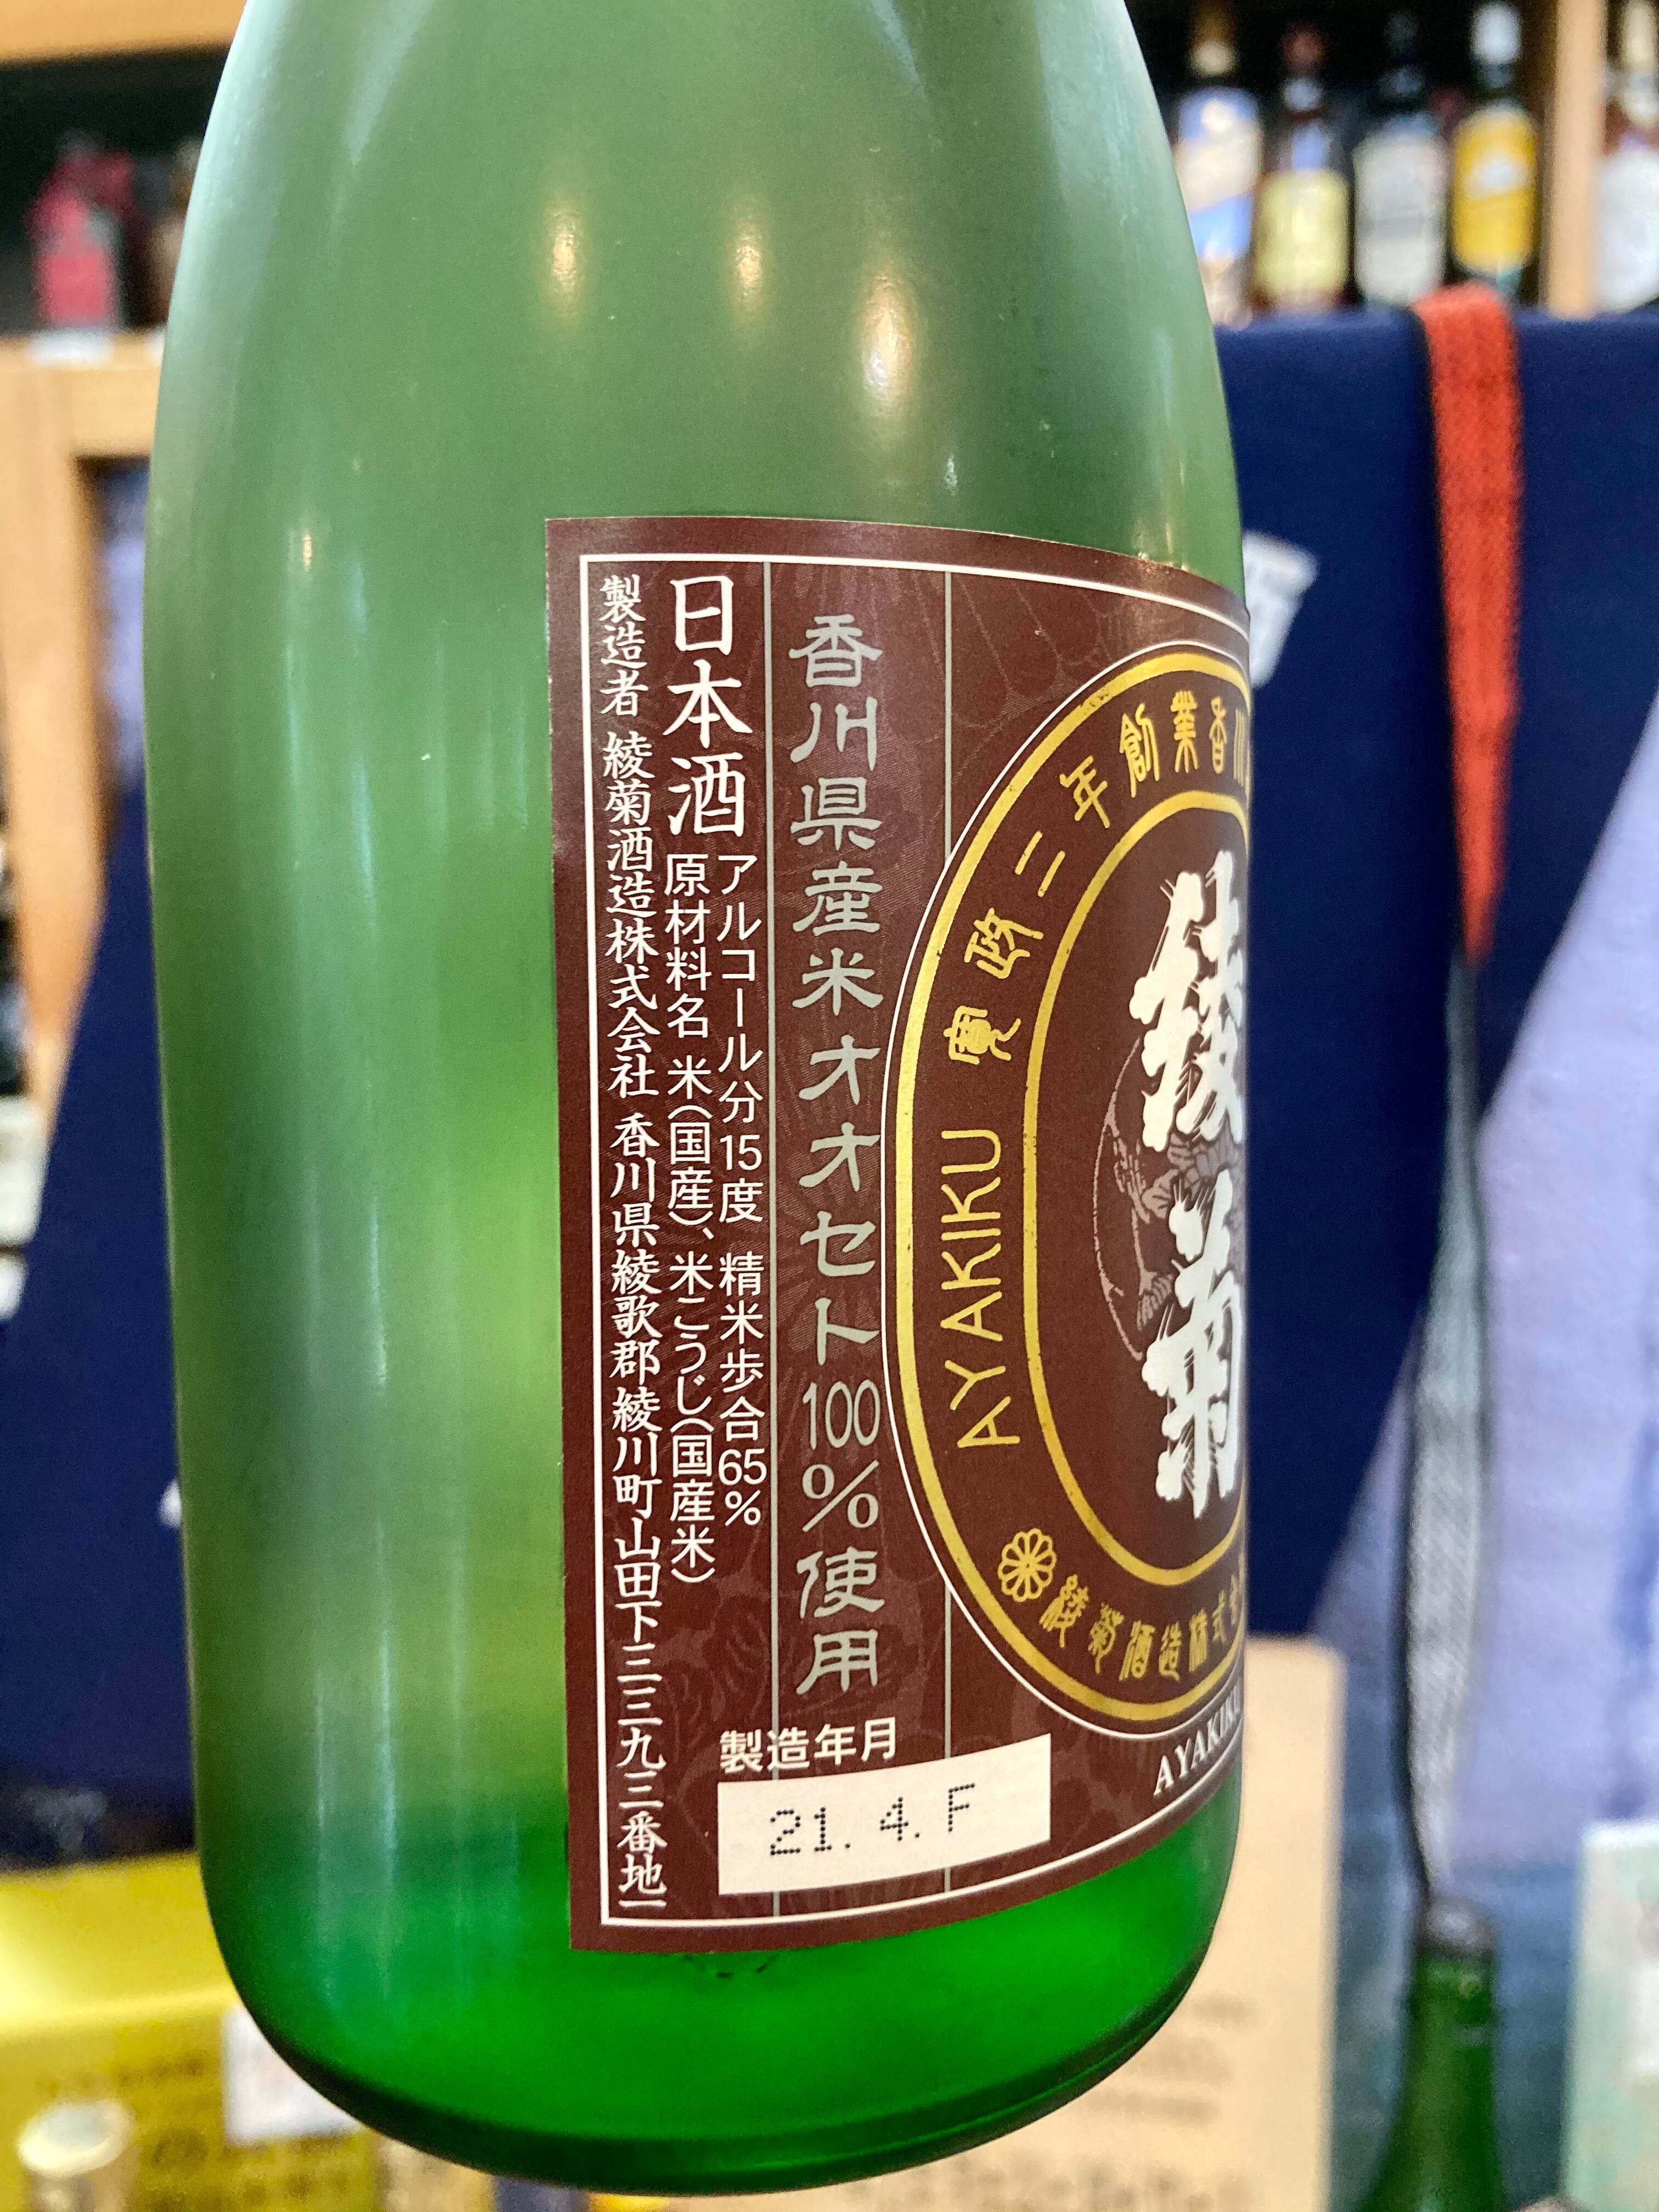 綾菊
寛政二年創業香川
AYAKIKU
綾菊酒造株式会
AYAKIKU
香川県産米オオセト100%使用
日本酒
アルコール分15度 精米歩合65%
原材料名 米(国産)、米こうじ(国産米)
製造者 綾菊酒造株式会社 香川県綾歌郡綾川町山田下三三九三番地一
製造年月
21. 4. F